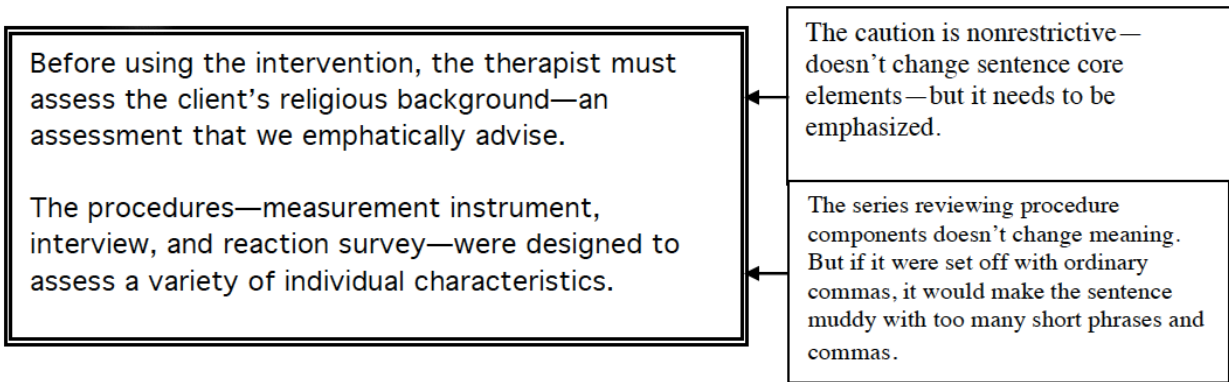 Before using the intervention, the therapist must
assess the client’s religious background—an
assessment that we emphatically advise.
The procedures—measurement instrument,
interview, and reaction survey—were designed to
assess a variety of individual characteristics.
The caution is nonrestrictive—
doesn’t change sentence core
elements—but it needs to be
emphasized.
The series reviewing procedure
components doesn’t change meaning.
But if it were set off with ordinary
commas, it would make the sentence
muddy with too many short phrases and
commas.